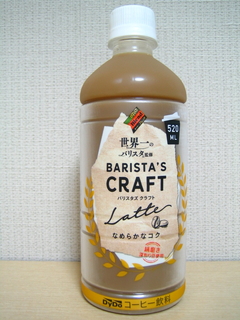 世界一の
バリスタ監修
520
ML
BARISTA'S
CRAFT
バリスタズ クラフト
Latte
なめらかなコク
DyDo コーヒー飲料